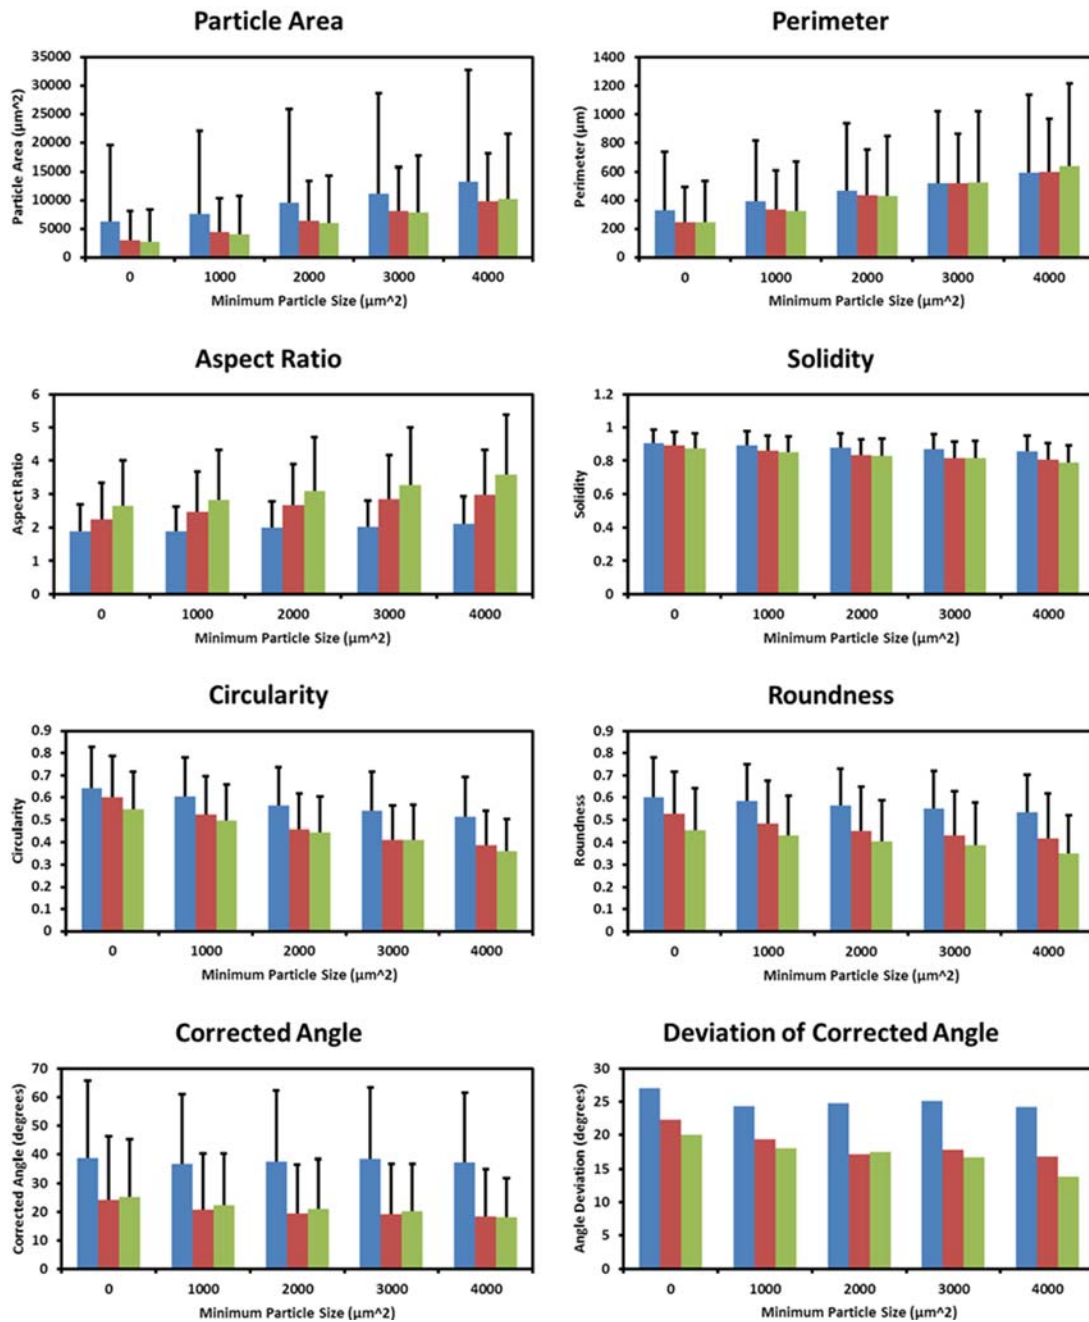 Particle Area
Particle Area (µm^2)
35000
30000
25000
20000
15000
10000
5000
0
0 1000 2000 3000 4000
Minimum Particle Size (µm^2)
Perimeter
Perimeter (µm)
1400
1200
1000
800
600
400
200
0
0 1000 2000 3000 4000
Minimum Particle Size (µm^2)
Aspect Ratio
Aspect Ratio
6
5
4
3
2
1
0
0 1000 2000 3000 4000
Minimum Particle Size (µm^2)
Solidity
Solidity
1.2
1
0.8
0.6
0.4
0.2
0
0 1000 2000 3000 4000
Minimum Particle Size (µm^2)
Circularity
Circularity
0.9
0.8
0.7
0.6
0.5
0.4
0.3
0.2
0.1
0
0 1000 2000 3000 4000
Minimum Particle Size (µm^2)
Roundness
Roundness
0.9
0.8
0.7
0.6
0.5
0.4
0.3
0.2
0.1
0
0 1000 2000 3000 4000
Minimum Particle Size (µm^2)
Corrected Angle
Corrected Angle (degrees)
70
60
50
40
30
20
10
0
0 1000 2000 3000 4000
Minimum Particle Size (µm^2)
Deviation of Corrected Angle
Angle Deviation (degrees)
30
25
20
15
10
5
0
0 1000 2000 3000 4000
Minimum Particle Size (µm^2)